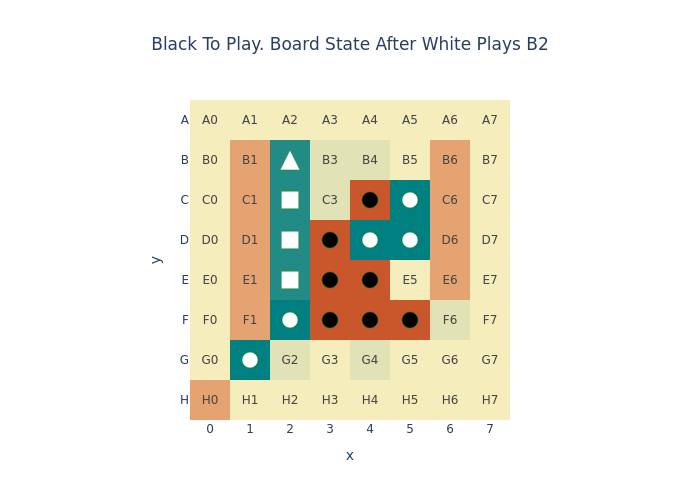 Black To Play. Board State After White Plays B2
A A0 A1 A2 A3 A4 A5 A6 A7
B B0 B1 B3 B4 B5 B6 B7
C C0 C1 C3 C6 C7
D D0 D1 D6 D7
E E0 E1 E5 E6 E7
F F0 F1 F6 F7
G G0 G2 G3 G4 G5 G6 G7
H H0 H1 H2 H3 H4 H5 H6 H7
0 1 2 3 4 5 6 7
x
y